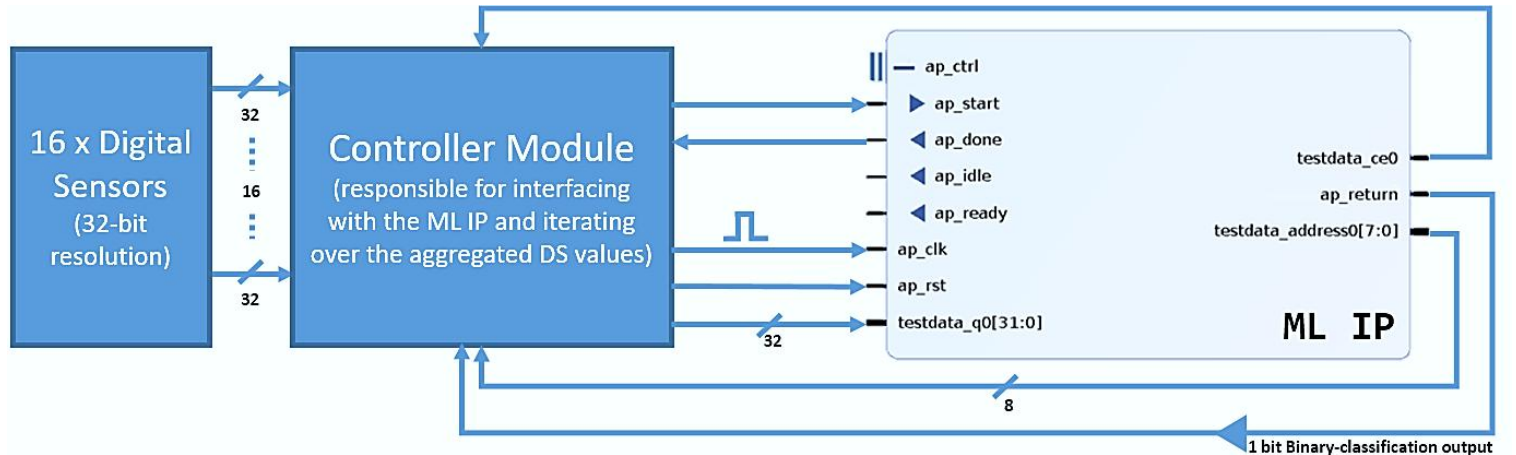 16 x Digital
Sensors
(32-bit
resolution)
32
16
32
Controller Module
(responsible for interfacing
with the ML IP and iterating
over the aggregated DS values)
ap_ctrl
ap_start
ap_done
ap_idle
ap_ready
ap_clk
ap_rst
testdata_q0[31:0]
32
testdata_ce0
ap_return
testdata_address0[7:0]
ML IP
8
1 bit Binary-classification output